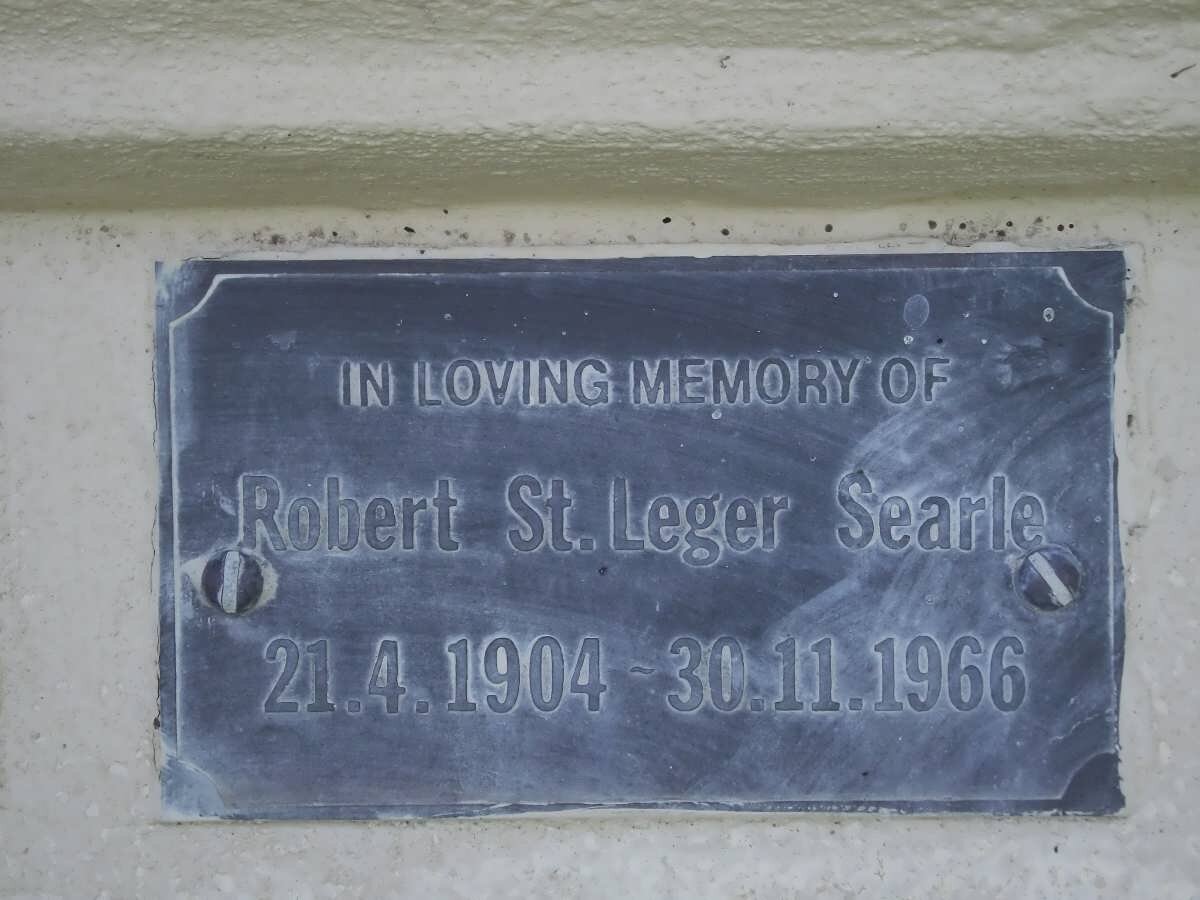 IN LOVING MEMORY OF
Robert St. Leger Searle
21.4.1904 ~ 30.11.1966